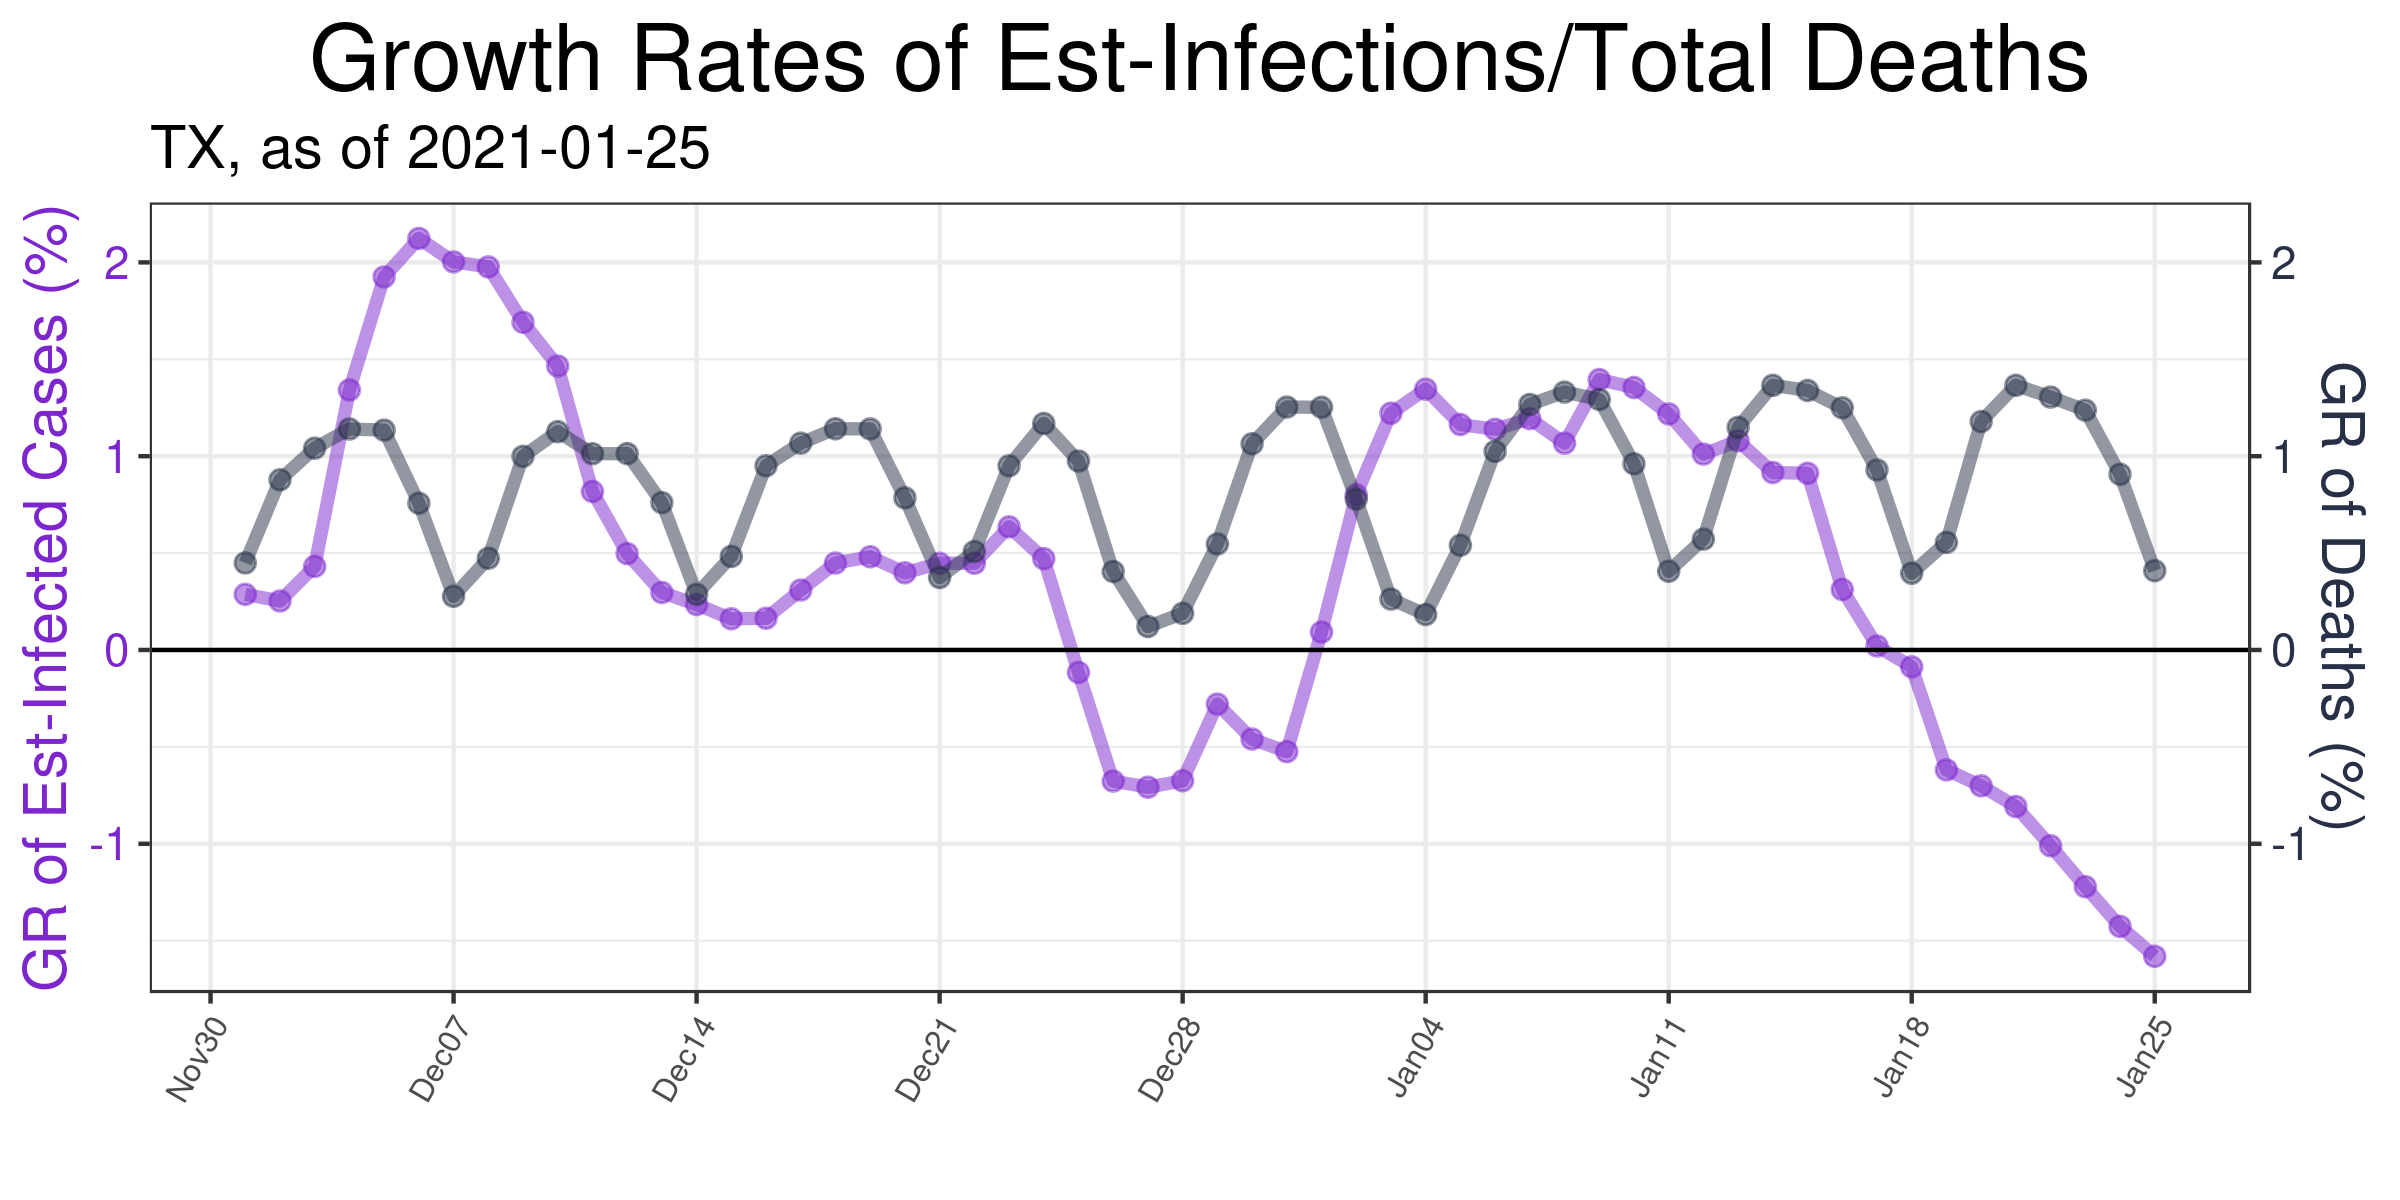 Growth Rates of Est-Infections/Total Deaths
TX, as of 2021-01-25
GR of Est-Infected Cases (%)
2
1
0
-1
2
1
0
-1
GR of Deaths (%)
Nov30
Dec07
Dec14
Dec21
Dec28
Jan04
Jan11
Jan18
Jan25